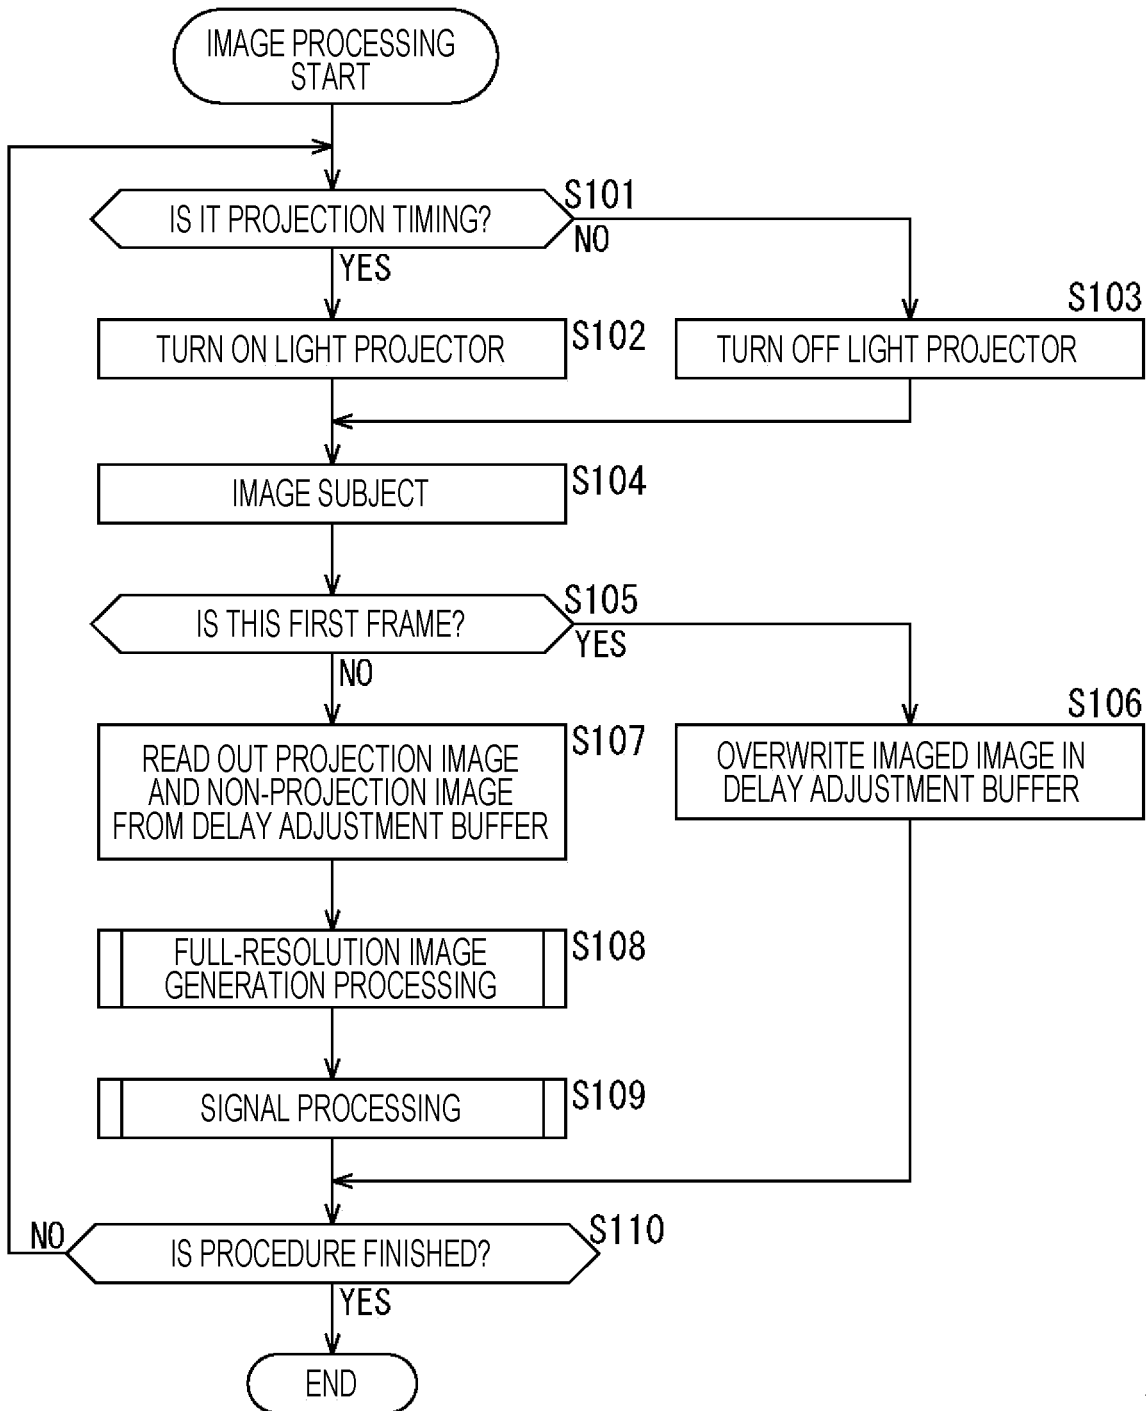 IMAGE PROCESSING
START
S101
IS IT PROJECTION TIMING?
NO
YES
S103
S102
TURN ON LIGHT PROJECTOR
TURN OFF LIGHT PROJECTOR
S104
IMAGE SUBJECT
S105
IS THIS FIRST FRAME?
YES
NO
S106
S107
READ OUT PROJECTION IMAGE
AND NON-PROJECTION IMAGE
FROM DELAY ADJUSTMENT BUFFER
OVERWRITE IMAGED IMAGE IN
DELAY ADJUSTMENT BUFFER
S108
FULL-RESOLUTION IMAGE
GENERATION PROCESSING
S109
SIGNAL PROCESSING
S110
NO
IS PROCEDURE FINISHED?
YES
END